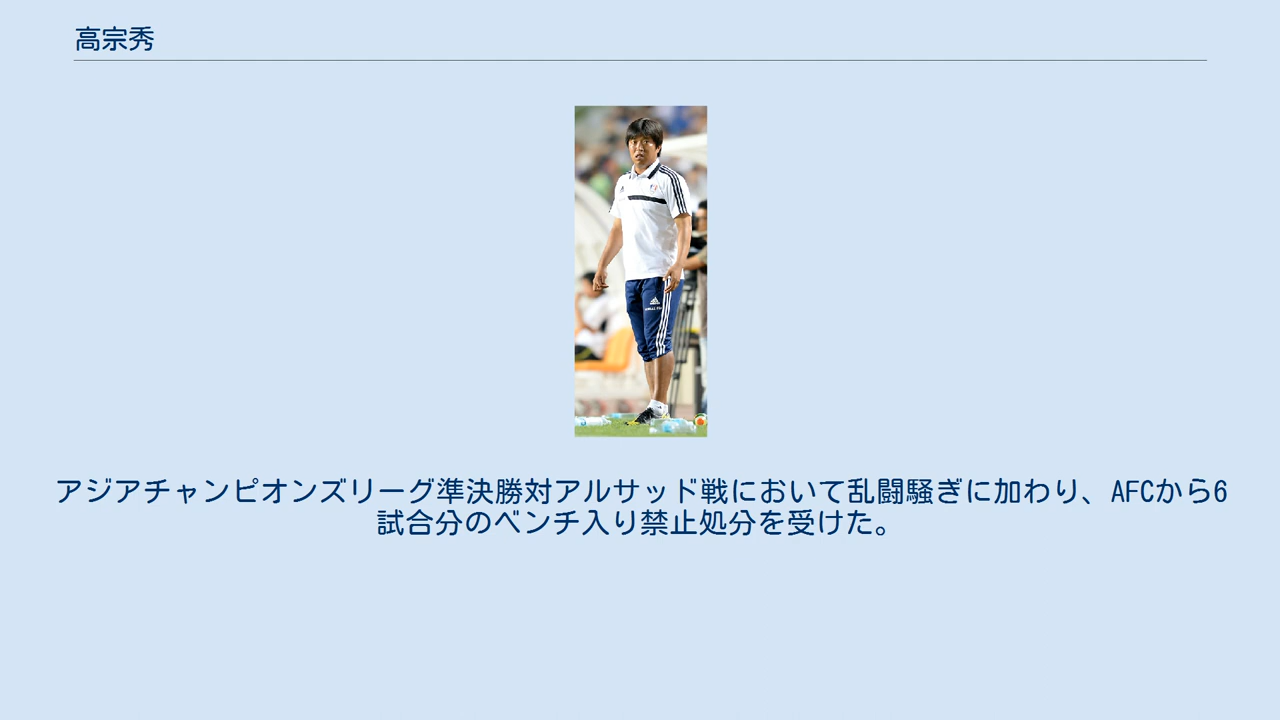 高宗秀
アジアチャンピオンズリーグ準決勝対アルサッド戦において乱闘騒ぎに加わり、AFCから6
試合分のベンチ入り禁止処分を受けた。